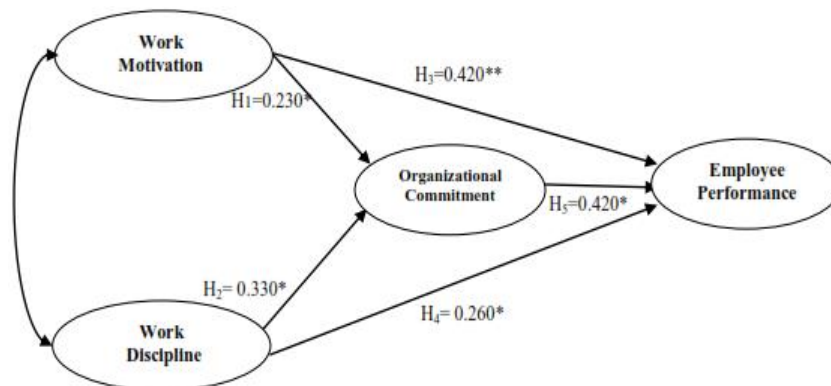 Work
Motivation
H₃=0.420**
H1=0.230*
Organizational
Commitment
Employee
Performance
H₅=0.420*
H₂= 0.330*
H₄= 0.260*
Work
Discipline